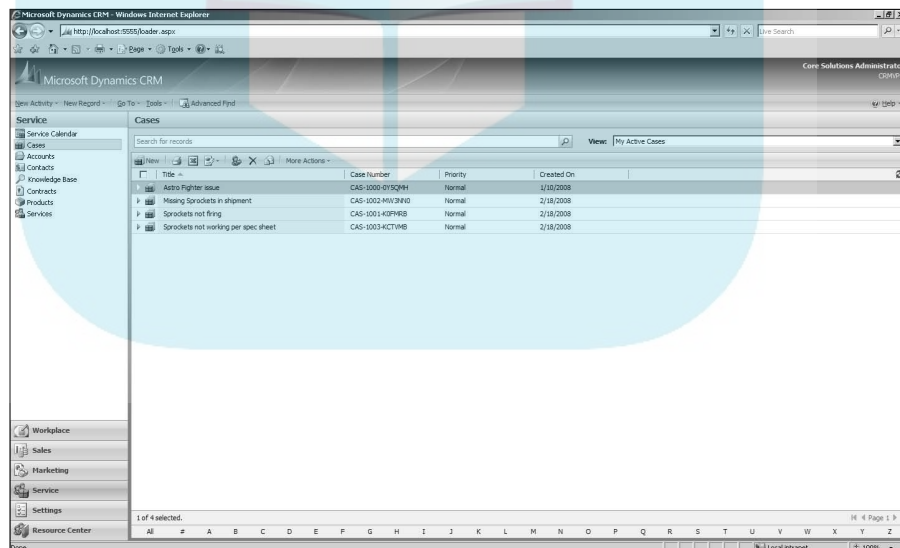 Microsoft Dynamics CRM - Windows Internet Explorer
http://localhost:5555/loader.aspx
Live Search
Page Tools
Microsoft Dynamics CRM
Core Solutions Administrato
CRMVP
New Activity New Record Go To Tools Advanced Find
Help
Service
Cases
Service Calendar
Cases
Accounts
Contacts
Knowledge Base
Contracts
Products
Services
Search for records
View: My Active Cases
New More Actions
Title Case Number Priority Created On
Astro Fighter issue CAS-1000-0Y5QMH Normal 1/10/2008
Missing Sprockets in shipment CAS-1002-MW3NN0 Normal 2/18/2008
Sprockets not firing CAS-1001-K0FMRB Normal 2/18/2008
Sprockets not working per spec sheet CAS-1003-KCTVMB Normal 2/18/2008
Workplace
Sales
Marketing
Service
Settings
Resource Center
1 of 4 selected.
Page 1
All # A B C D E F G H I J K L M N O P Q R S T U V W X Y Z
Done
Local intranet
100%